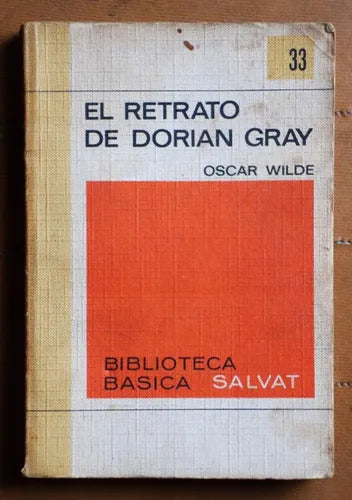 33
EL RETRATO
DE DORIAN GRAY
OSCAR WILDE
BIBLIOTECA
BASICA SALVAT